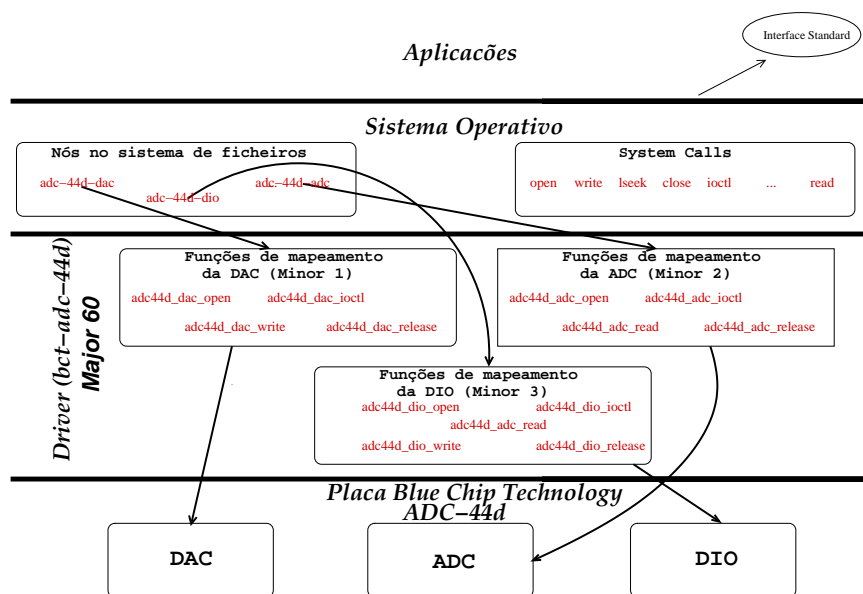 Interface Standard
Aplicacões
Sistema Operativo
Nós no sistema de ficheiros
adc−44d−dac
adc−44d−dio
adc−44d−adc
System Calls
open write lseek close ioctl ... read
Driver (bct−adc−44d)
Major 60
Funções de mapeamento
da DAC (Minor 1)
adc44d_dac_open adc44d_dac_ioctl
adc44d_dac_write adc44d_dac_release
Funções de mapeamento
da ADC (Minor 2)
adc44d_adc_open adc44d_adc_ioctl
adc44d_adc_read adc44d_adc_release
Funções de mapeamento
da DIO (Minor 3)
adc44d_dio_open adc44d_dio_ioctl
adc44d_adc_read
adc44d_dio_write adc44d_dio_release
Placa Blue Chip Technology
ADC−44d
DAC
ADC
DIO